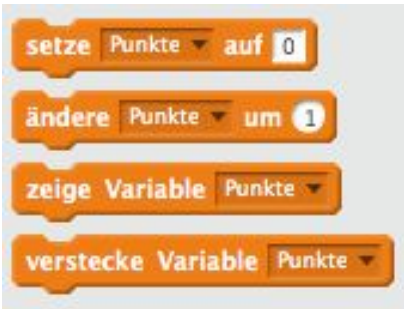 setze Punkte auf 0
ändere Punkte um 1
zeige Variable Punkte
verstecke Variable Punkte